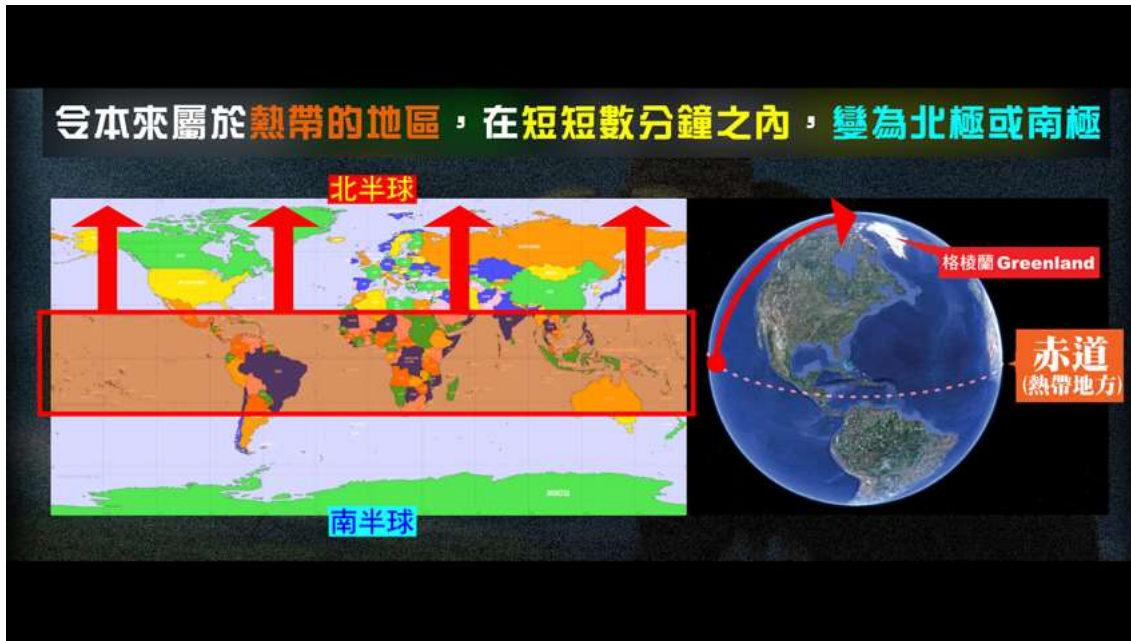 令本來屬於熱帶的地區，在短短數分鐘之內，變為北極或南極
北半球
格棱蘭 Greenland
赤道
(熱帶地方)
南半球